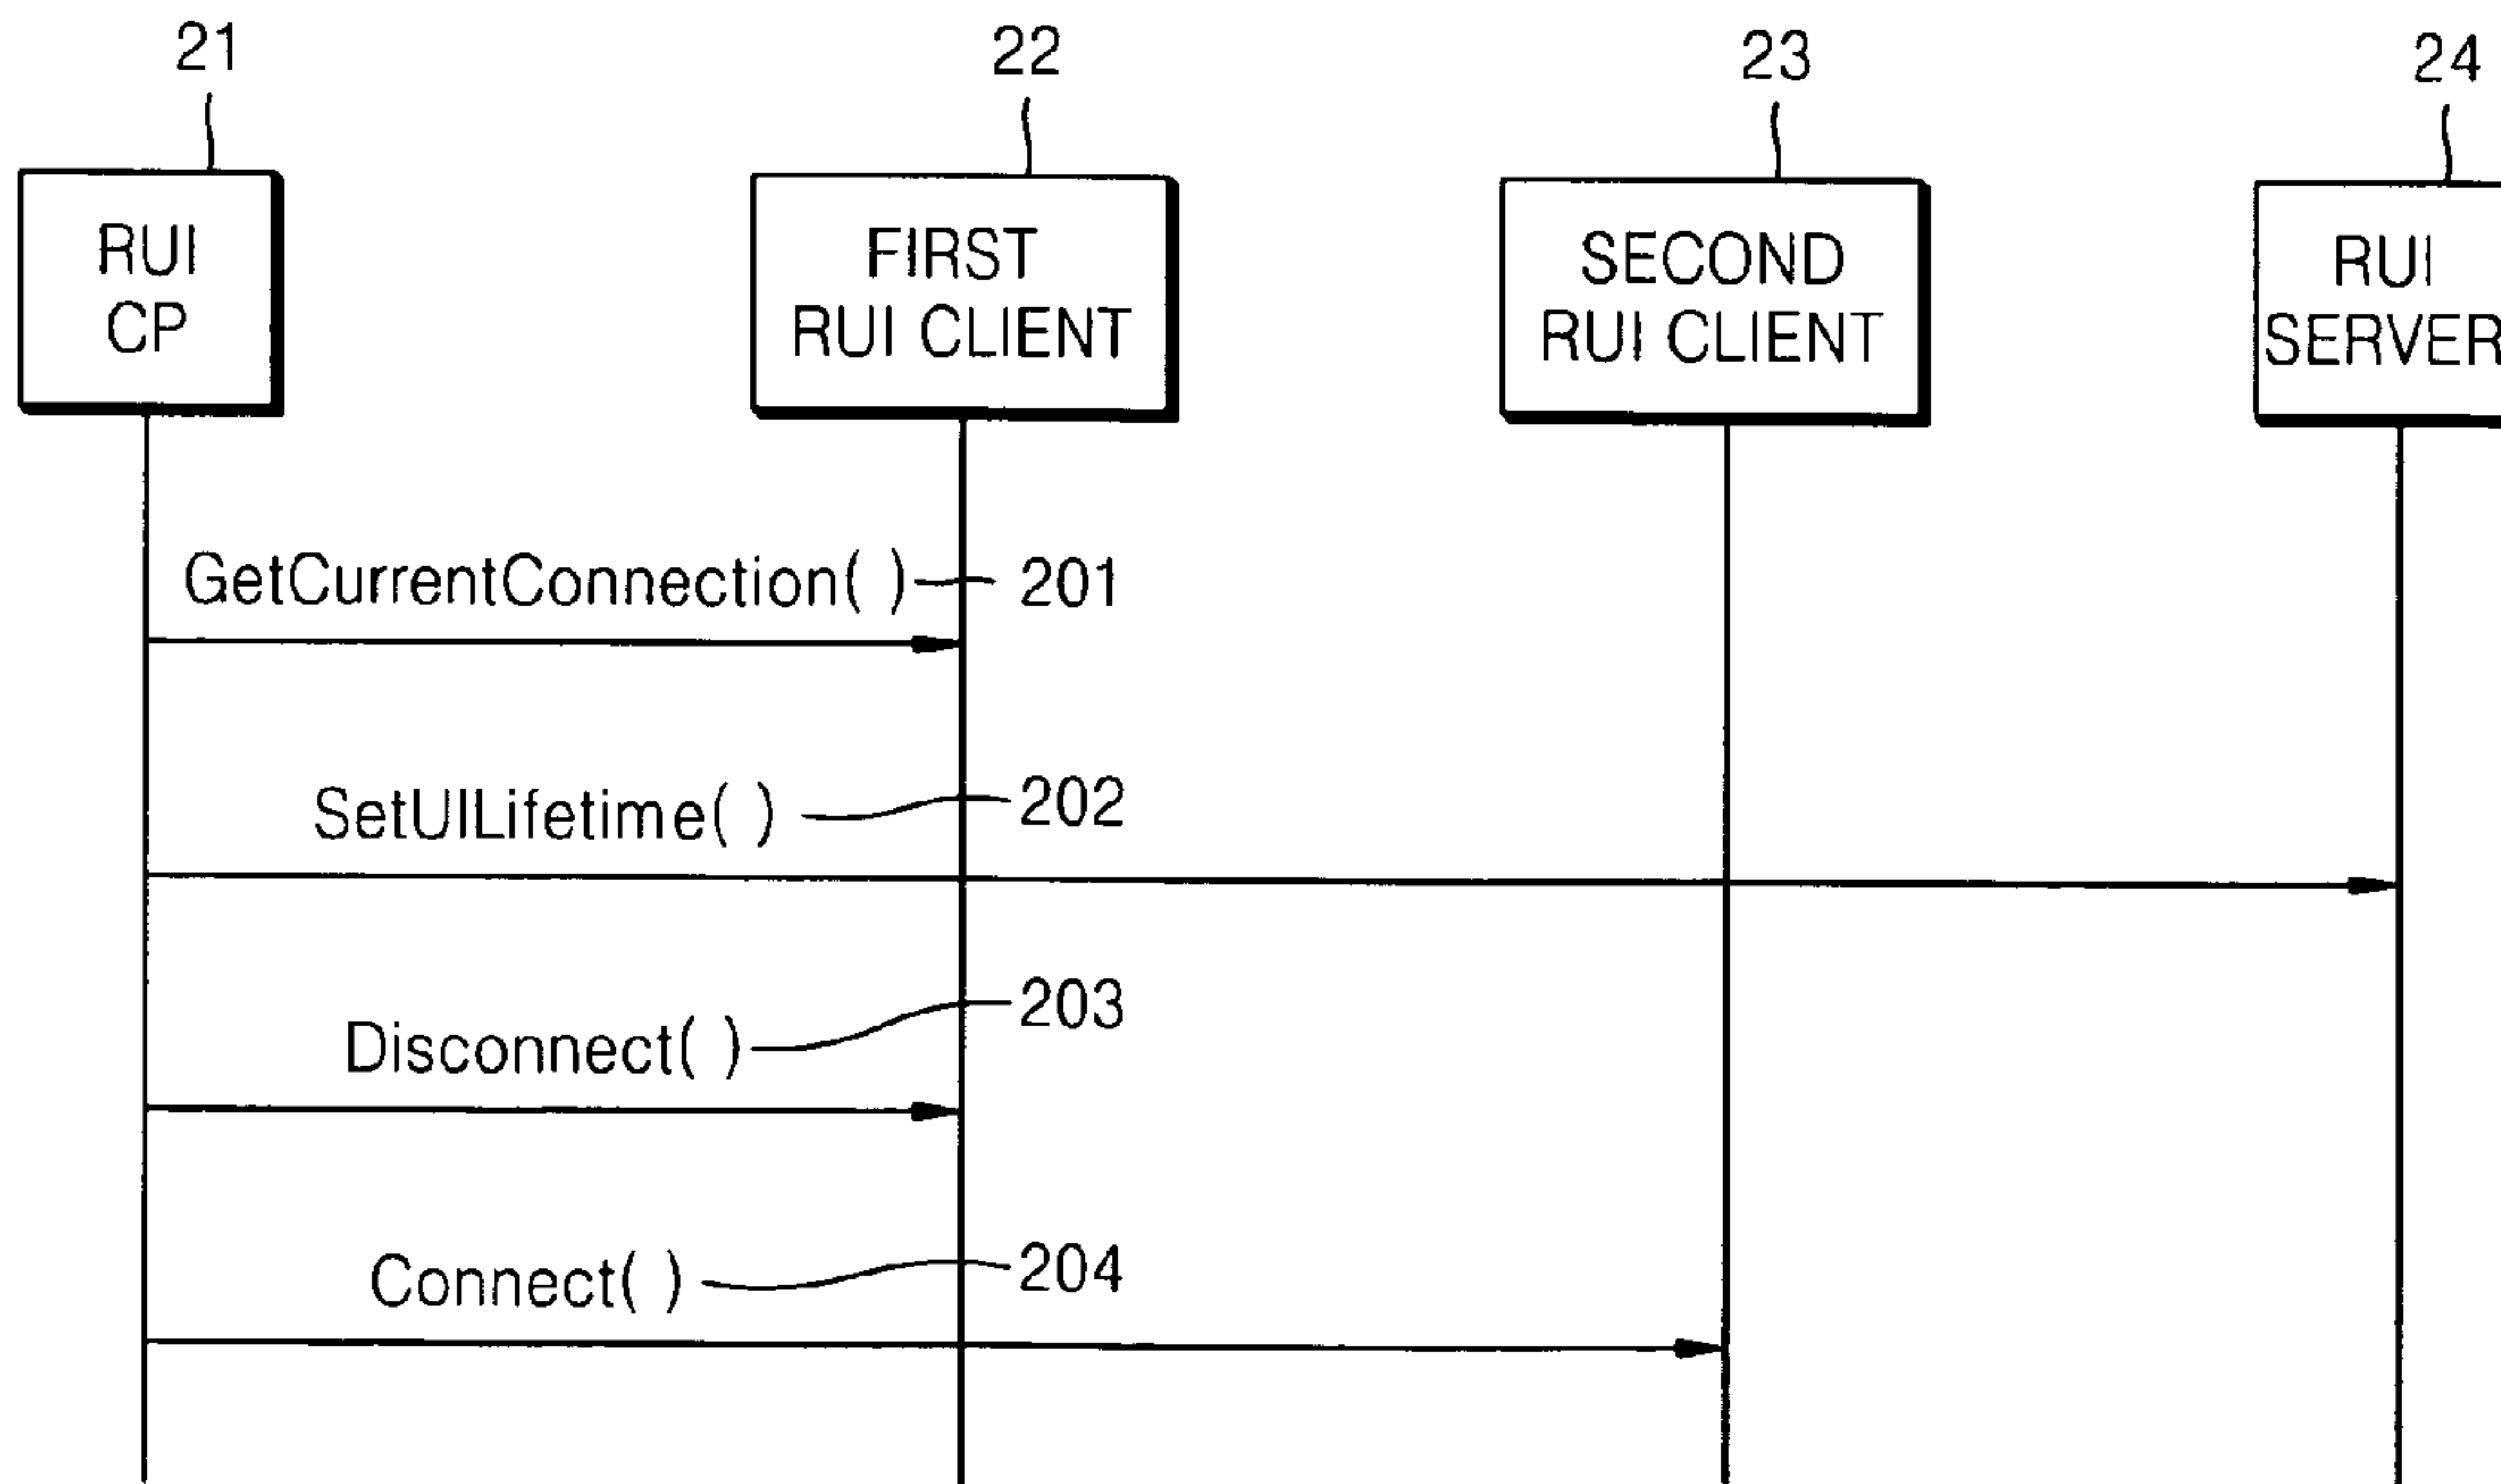 21
22
23
24
RUI
CP
FIRST
RUI CLIENT
SECOND
RUI CLIENT
RUI
SERVER
GetCurrentConnection( )
201
SetUILifetime( )
202
Disconnect( )
203
Connect( )
204